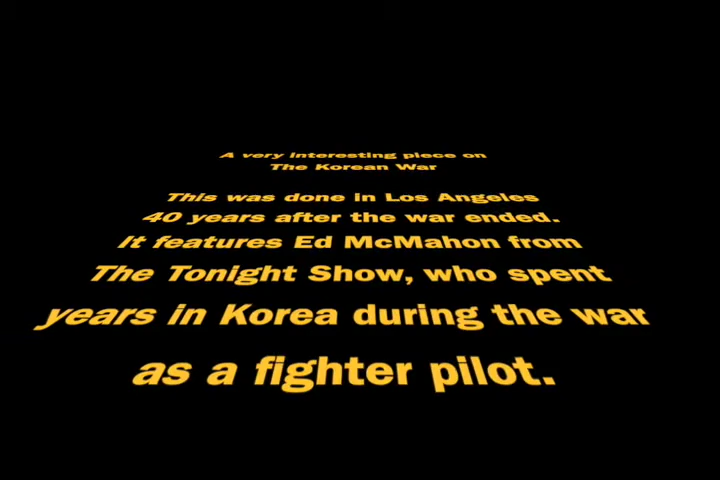 A very interesting piece on
The Korean War
This was done in Los Angeles
40 years after the war ended.
It features Ed McMahon from
The Tonight Show, who spent
years in Korea during the war
as a fighter pilot.